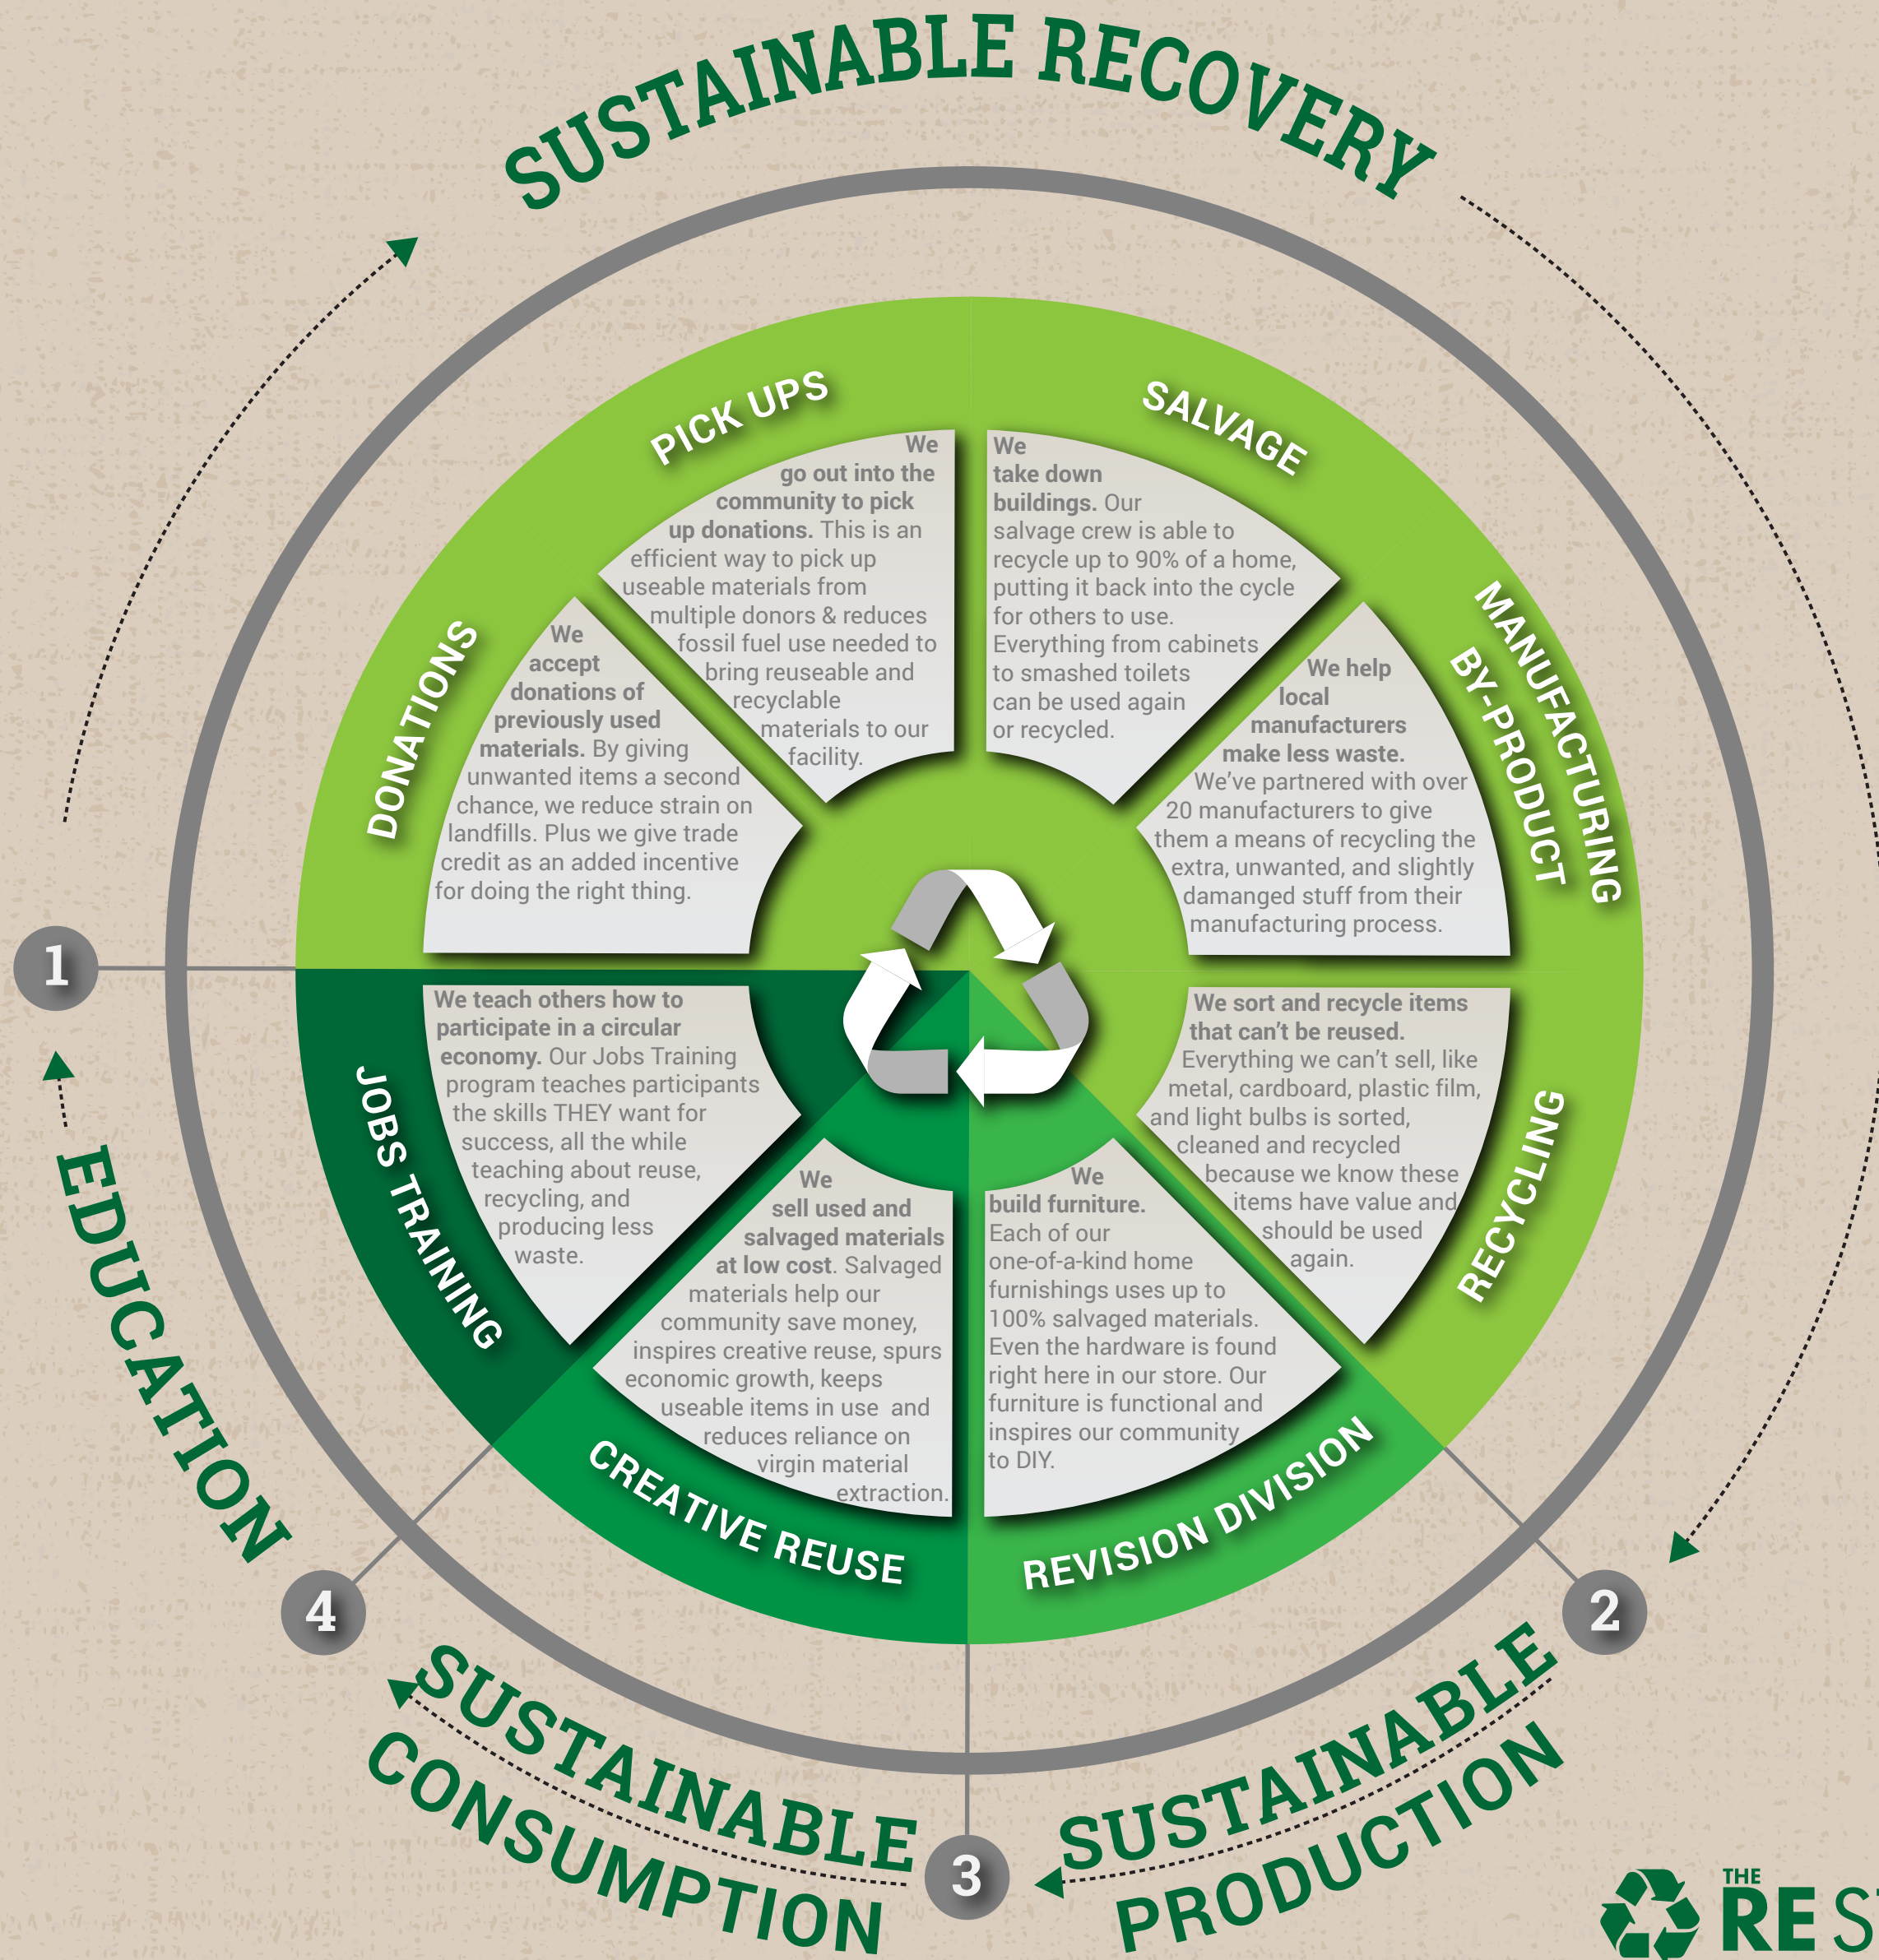 SUSTAINABLE RECOVERY
PICK UPS
We
go out into the
community to pick
up donations. This is an
efficient way to pick up
useable materials from
multiple donors & reduces
fossil fuel use needed to
bring reuseable and
recyclable
materials to our
facility.
SALVAGE
We
take down
buildings. Our
salvage crew is able to
recycle up to 90% of a home,
putting it back into the cycle
for others to use.
Everything from cabinets
to smashed toilets
can be used again
or recycled.
DONATIONS
We
accept
donations of
previously used
materials. By giving
unwanted items a second
chance, we reduce strain on
landfills. Plus we give trade
credit as an added incentive
for doing the right thing.
MANUFACTURING
BY-PRODUCT
We help
local
manufacturers
make less waste.
We've partnered with over
20 manufacturers to give
them a means of recycling the
extra, unwanted, and slightly
damanged stuff from their
manufacturing process.
1
JOBS TRAINING
We teach others how to
participate in a circular
economy. Our Jobs Training
program teaches participants
the skills THEY want for
success, all the while
teaching about reuse,
recycling, and
producing less
waste.
RECYCLING
We sort and recycle items
that can't be reused.
Everything we can't sell, like
metal, cardboard, plastic film,
and light bulbs is sorted,
cleaned and recycled
because we know these
items have value and
should be used
again.
CREATIVE REUSE
We
sell used and
salvaged materials
at low cost. Salvaged
materials help our
community save money,
inspires creative reuse, spurs
economic growth, keeps
useable items in use and
reduces reliance on
virgin material
extraction.
REVISION DIVISION
We
build furniture.
Each of our
one-of-a-kind home
furnishings uses up to
100% salvaged materials.
Even the hardware is found
right here in our store. Our
furniture is functional and
inspires our community
to DIY.
EDUCATION
4
2
SUSTAINABLE
CONSUMPTION
3
SUSTAINABLE
PRODUCTION
THE
RE